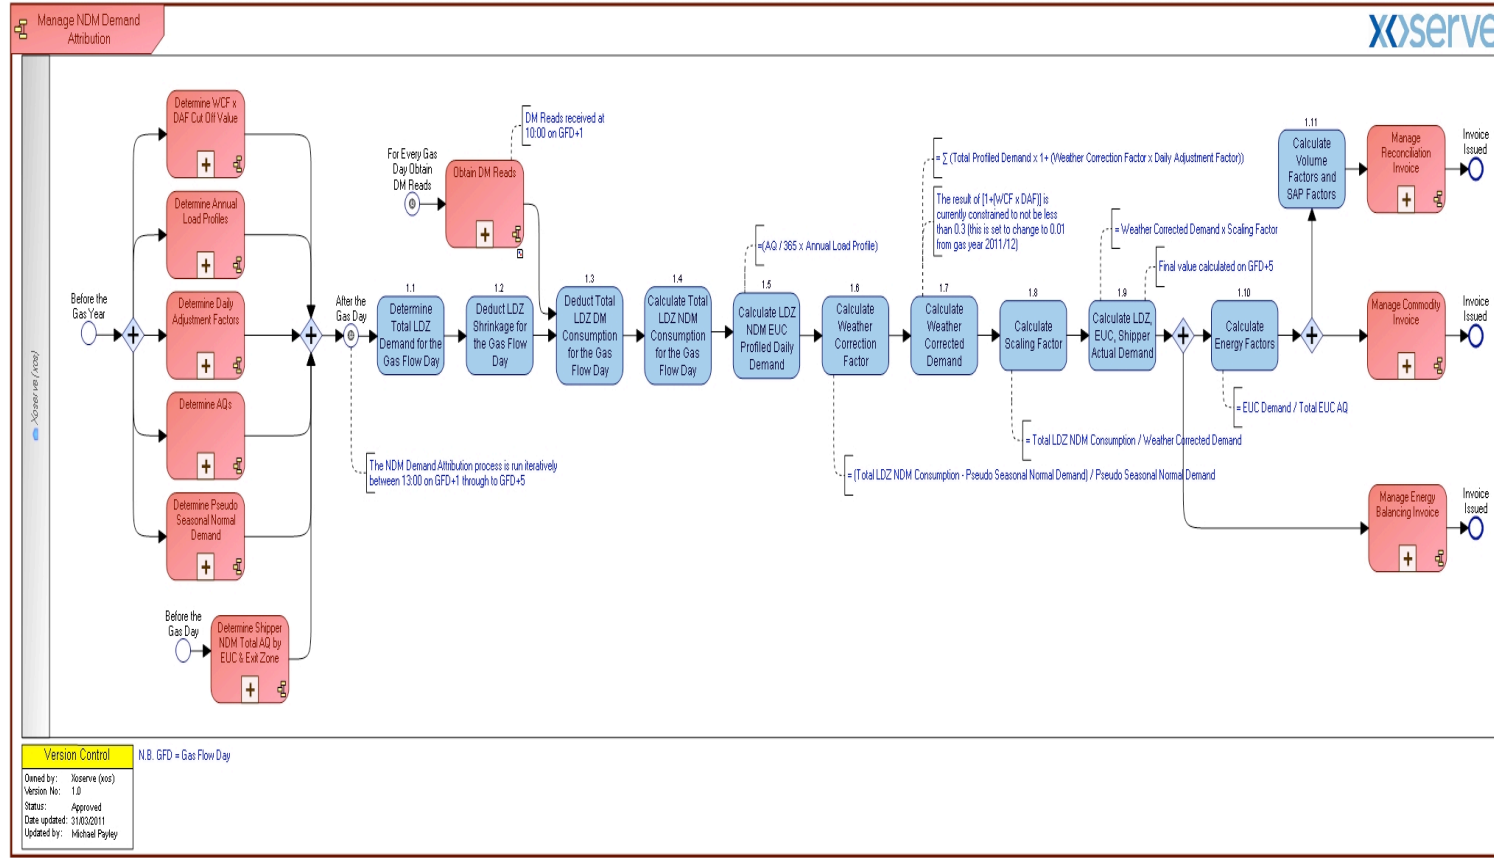 Manage NDM Demand
Attribution
xoserve
Xoserve (xos)
Determine WCF x
DAF Cut Off Value
Determine Annual
Load Profiles
Determine Daily
Adjustment Factors
Determine AQs
Determine Pseudo
Seasonal Normal
Demand
Before the
Gas Year
Before the
Gas Day
Determine Shipper
NDM Total AQ by
EUC & Exit Zone
After the
Gas Day
The NDM Demand Attribution process is run iteratively
between 13:00 on GFD+1 through to GFD+5
For Every Gas
Day Obtain
DM Reads
Obtain DM Reads
DM Reads received at
10:00 on GFD+1
1.1
Determine
Total LDZ
Demand for the
Gas Flow Day
1.2
Deduct LDZ
Shrinkage for
the Gas Flow
Day
1.3
Deduct Total
LDZ DM
Consumption
for the Gas
Flow Day
1.4
Calculate Total
LDZ NDM
Consumption
for the Gas
Flow Day
=(AQ / 365 x Annual Load Profile)
1.5
Calculate LDZ
NDM EUC
Profiled Daily
Demand
1.6
Calculate
Weather
Correction
Factor
= (Total LDZ NDM Consumption - Pseudo Seasonal Normal Demand) / Pseudo Seasonal Normal Demand
= ∑ (Total Profiled Demand x 1+ (Weather Correction Factor x Daily Adjustment Factor))
The result of [1+(WCF x DAF)] is
currently constrained to not be less
than 0.3 (this is set to change to 0.01
from gas year 2011/12)
1.7
Calculate
Weather
Corrected
Demand
1.8
Calculate
Scaling Factor
= Total LDZ NDM Consumption / Weather Corrected Demand
= Weather Corrected Demand x Scaling Factor
Final value calculated on GFD+5
1.9
Calculate LDZ,
EUC, Shipper
Actual Demand
1.10
Calculate
Energy Factors
= EUC Demand / Total EUC AQ
1.11
Calculate
Volume
Factors and
SAP Factors
Manage
Reconciliation
Invoice
Invoice
Issued
Manage Commodity
Invoice
Invoice
Issued
Manage Energy
Balancing Invoice
Invoice
Issued
Version Control
Owned by: Xoserve (xos)
Version No: 1.0
Status: Approved
Date updated: 31/03/2011
Updated by: Michael Payley
N.B. GFD = Gas Flow Day